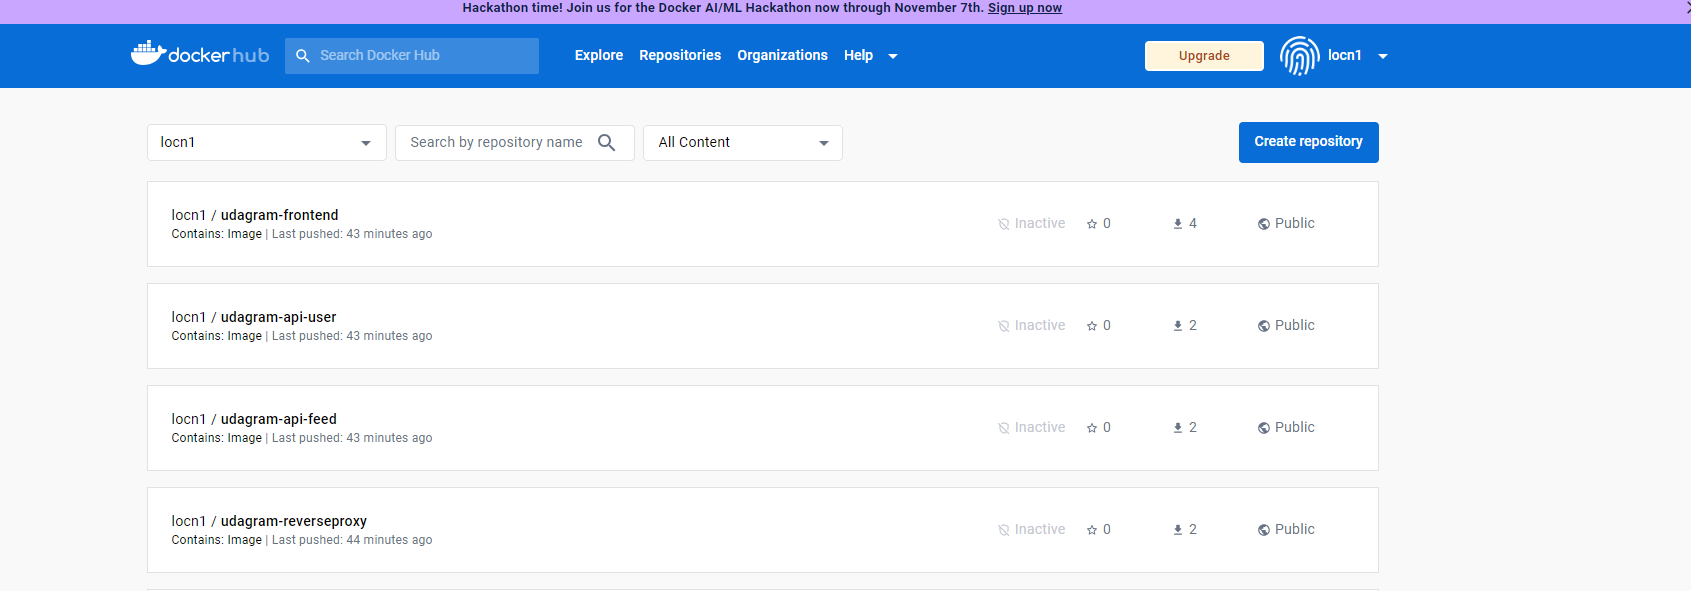 Hackathon time! Join us for the Docker AI/ML Hackathon now through November 7th. Sign up now
dockerhub Search Docker Hub Explore Repositories Organizations Help Upgrade locn1
locn1 Search by repository name All Content Create repository
locn1 / udagram-frontend
Contains: Image | Last pushed: 43 minutes ago
Inactive 0 4 Public
locn1 / udagram-api-user
Contains: Image | Last pushed: 43 minutes ago
Inactive 0 2 Public
locn1 / udagram-api-feed
Contains: Image | Last pushed: 43 minutes ago
Inactive 0 2 Public
locn1 / udagram-reverseproxy
Contains: Image | Last pushed: 44 minutes ago
Inactive 0 2 Public